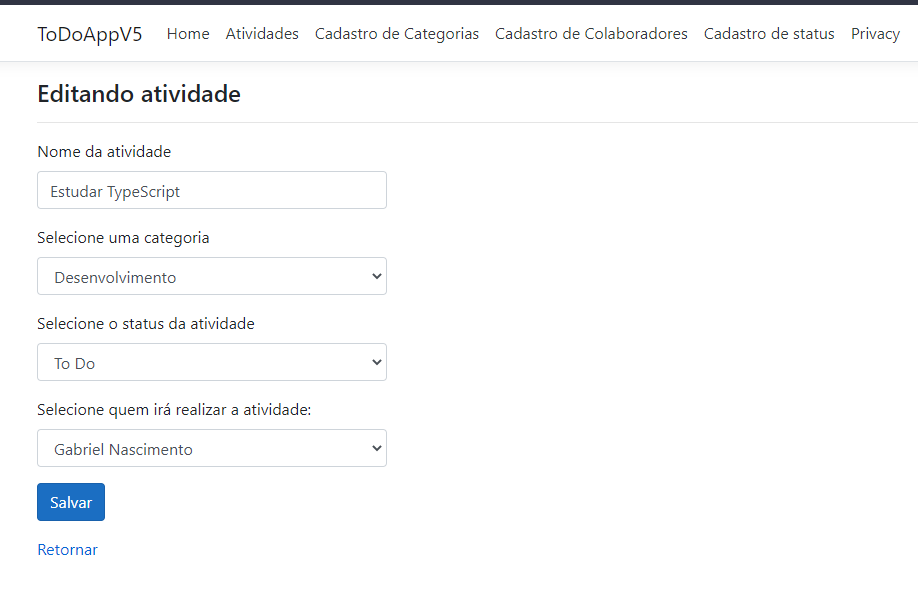 ToDoAppV5 Home Atividades Cadastro de Categorias Cadastro de Colaboradores Cadastro de status Privacy
Editando atividade
Nome da atividade
Estudar TypeScript
Selecione uma categoria
Desenvolvimento
Selecione o status da atividade
To Do
Selecione quem irá realizar a atividade:
Gabriel Nascimento
Salvar
Retornar